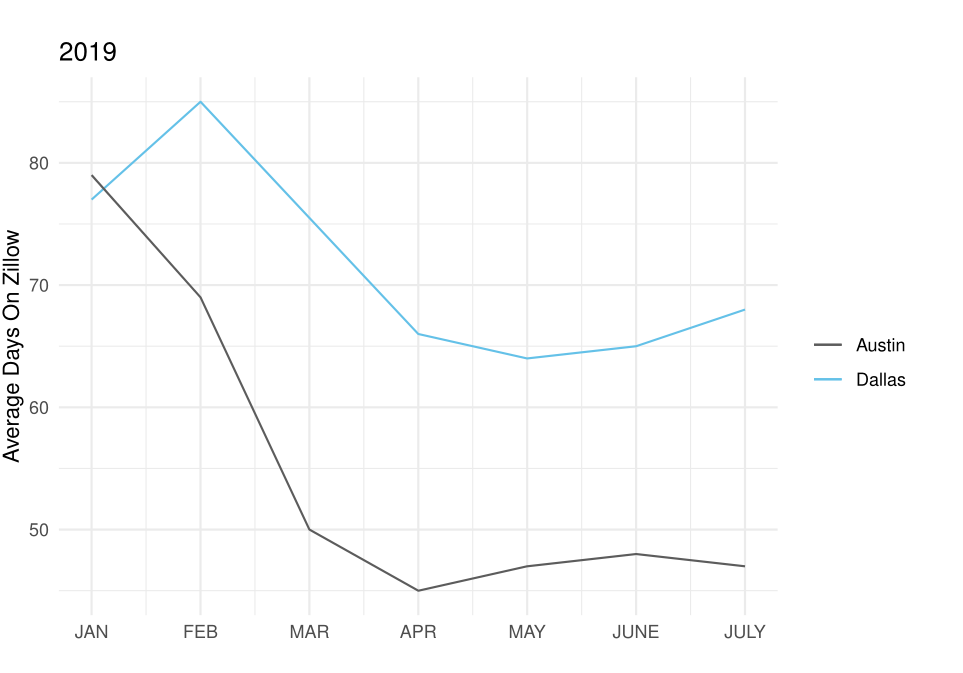 2019
Average Days On Zillow
80
70
60
50
JAN FEB MAR APR MAY JUNE JULY
Austin
Dallas